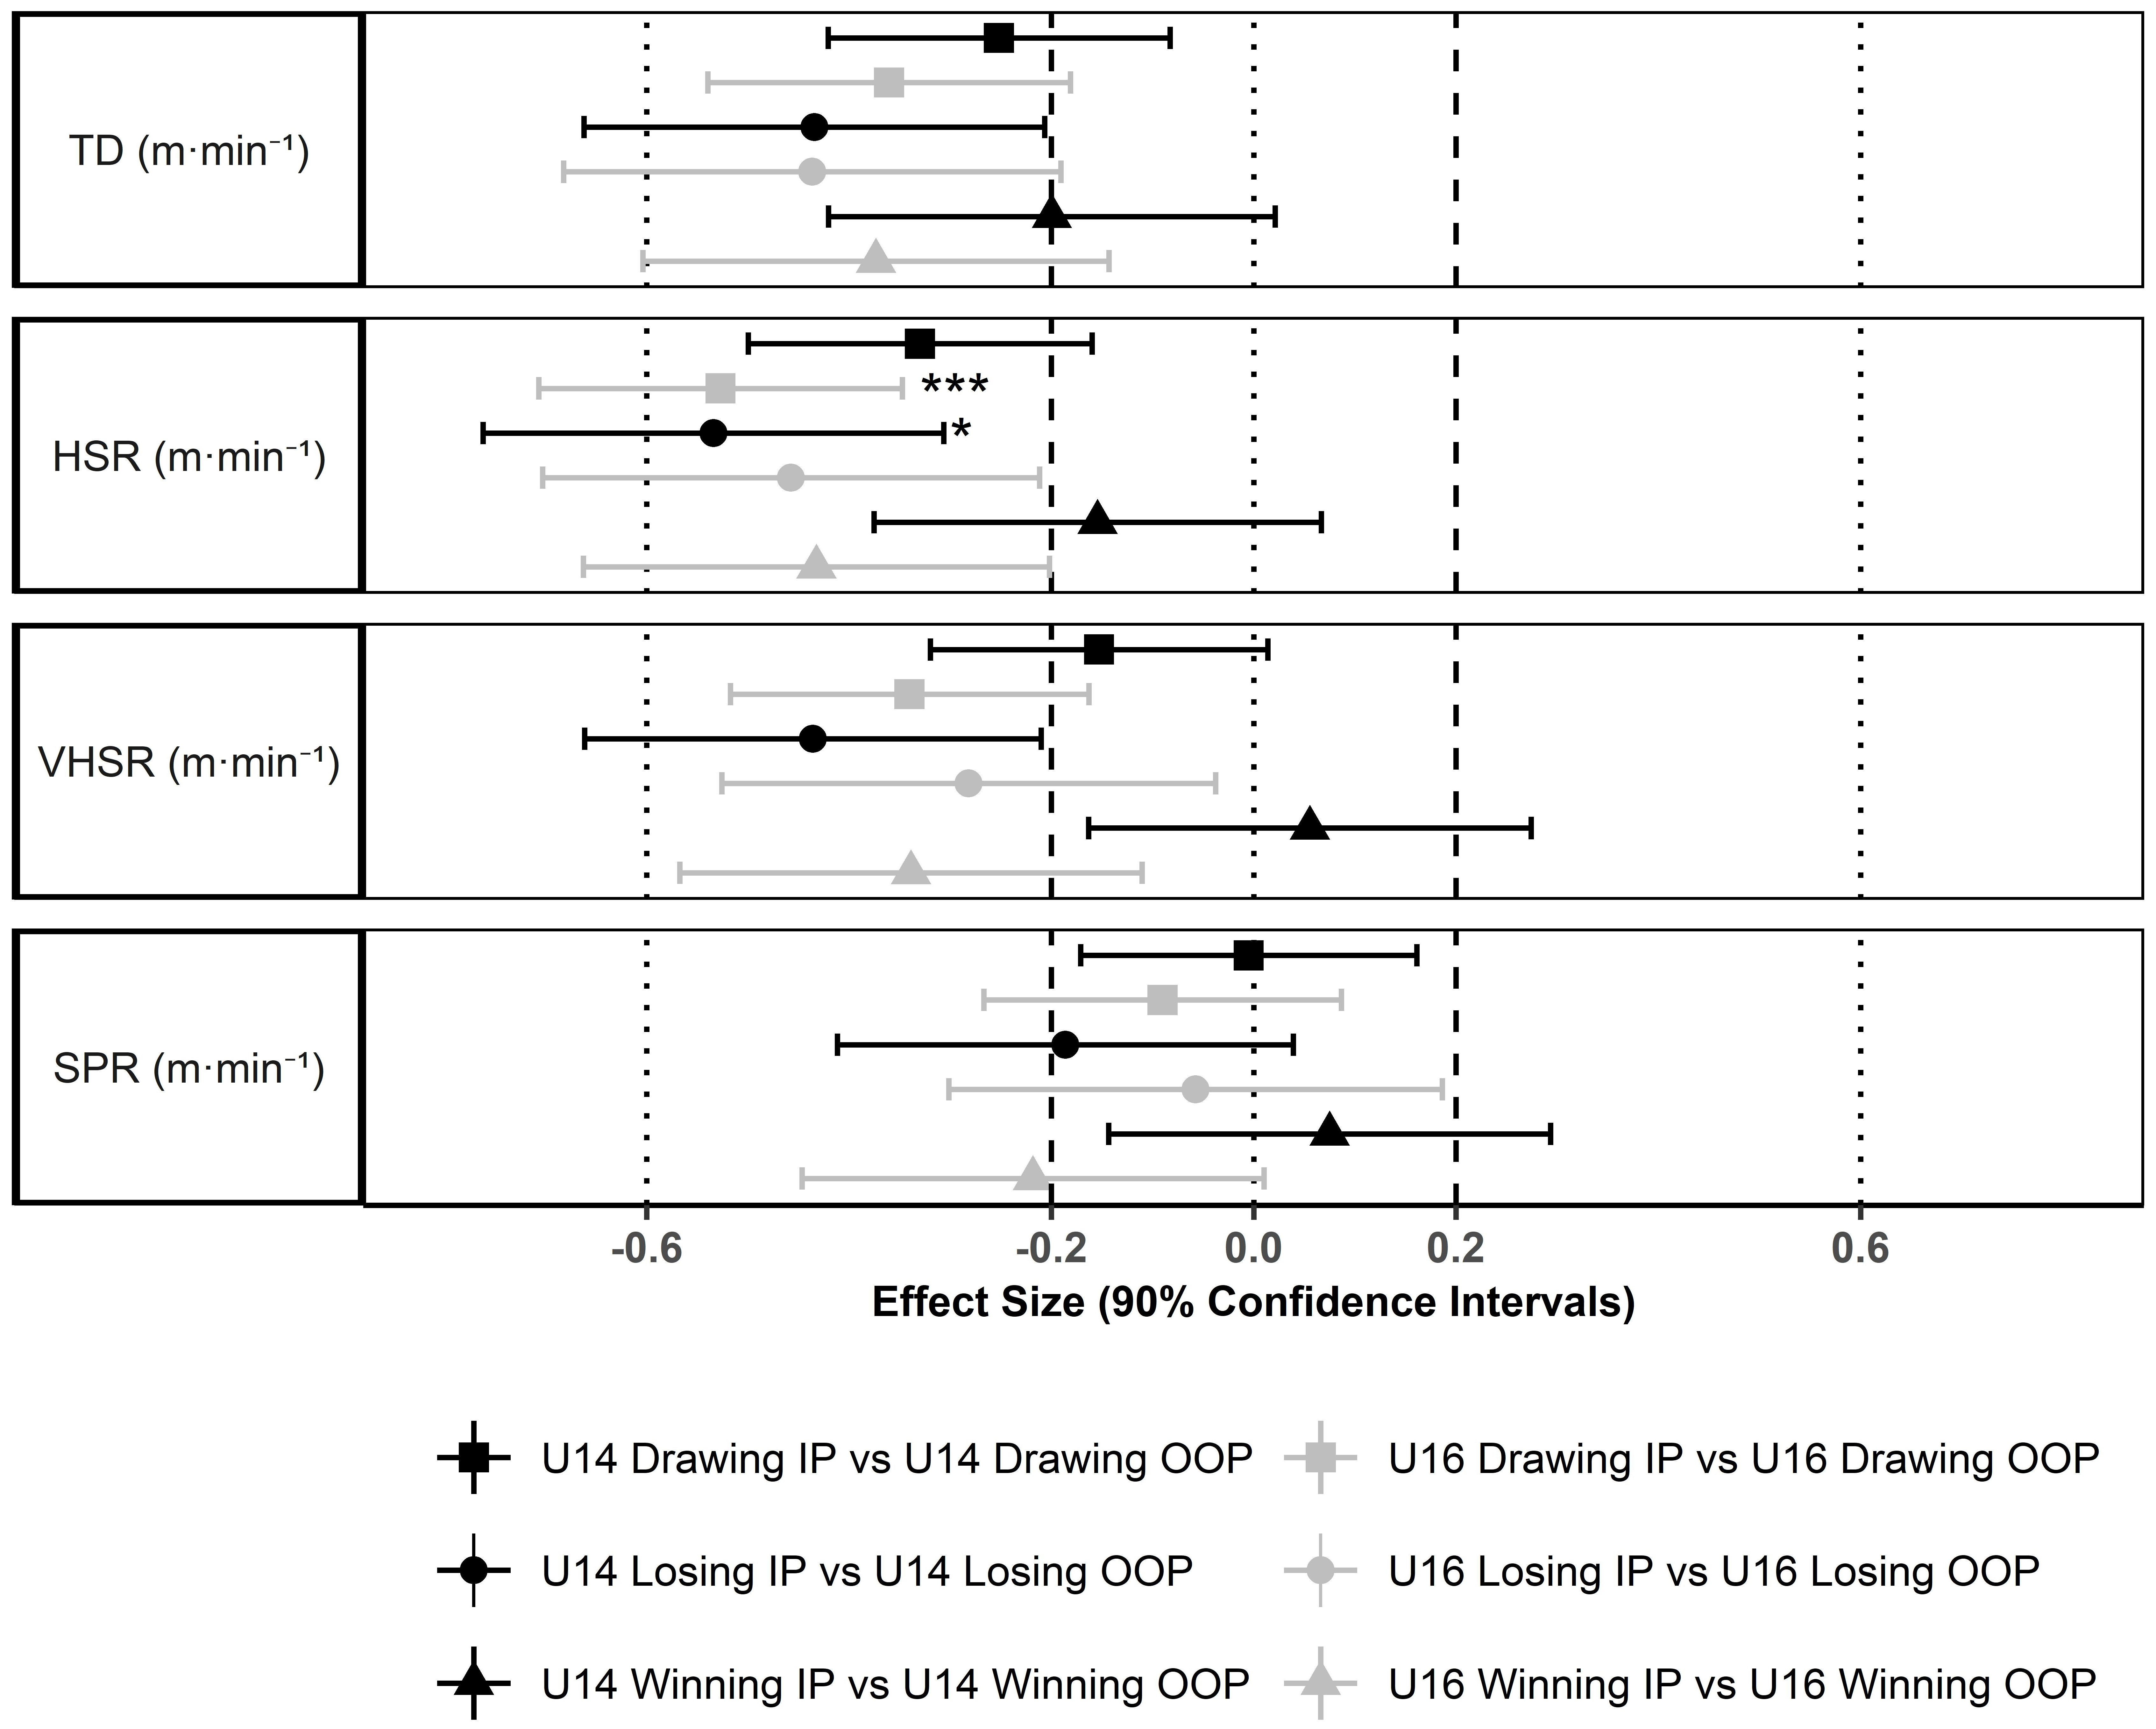 TD (m·min⁻¹)
HSR (m·min⁻¹)
***
*
VHSR (m·min⁻¹)
SPR (m·min⁻¹)
-0.6 -0.2 0.0 0.2 0.6
Effect Size (90% Confidence Intervals)
U14 Drawing IP vs U14 Drawing OOP U16 Drawing IP vs U16 Drawing OOP
U14 Losing IP vs U14 Losing OOP U16 Losing IP vs U16 Losing OOP
U14 Winning IP vs U14 Winning OOP U16 Winning IP vs U16 Winning OOP